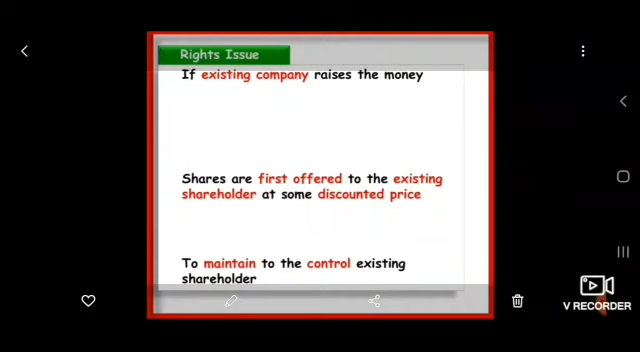 Rights Issue
If existing company raises the money
Shares are first offered to the existing
shareholder at some discounted price
To maintain to the control existing
shareholder
V RECORDER